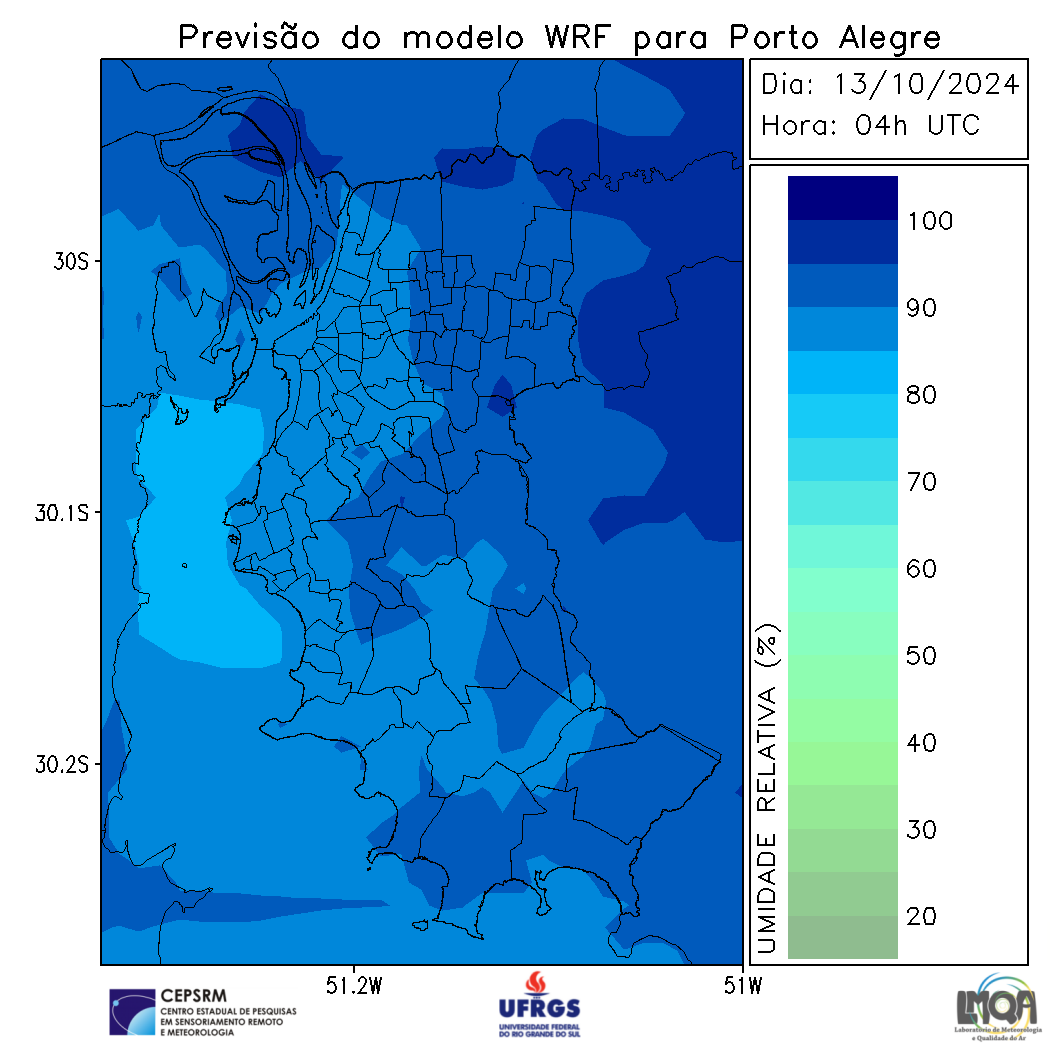 Previsão do modelo WRF para Porto Alegre
Dia: 13/10/2024
Hora: 04h UTC
30S
30.1S
30.2S
51.2W
51W
UMIDADE RELATIVA (%)
100
90
80
70
60
50
40
30
20
CEPSRM
CENTRO ESTADUAL DE PESQUISAS
EM SENSORIAMENTO REMOTO
E METEOROLOGIA
UFRGS
UNIVERSIDADE FEDERAL
DO RIO GRANDE DO SUL
LMQA
Laboratório de Meteorologia
e Qualidade do Ar